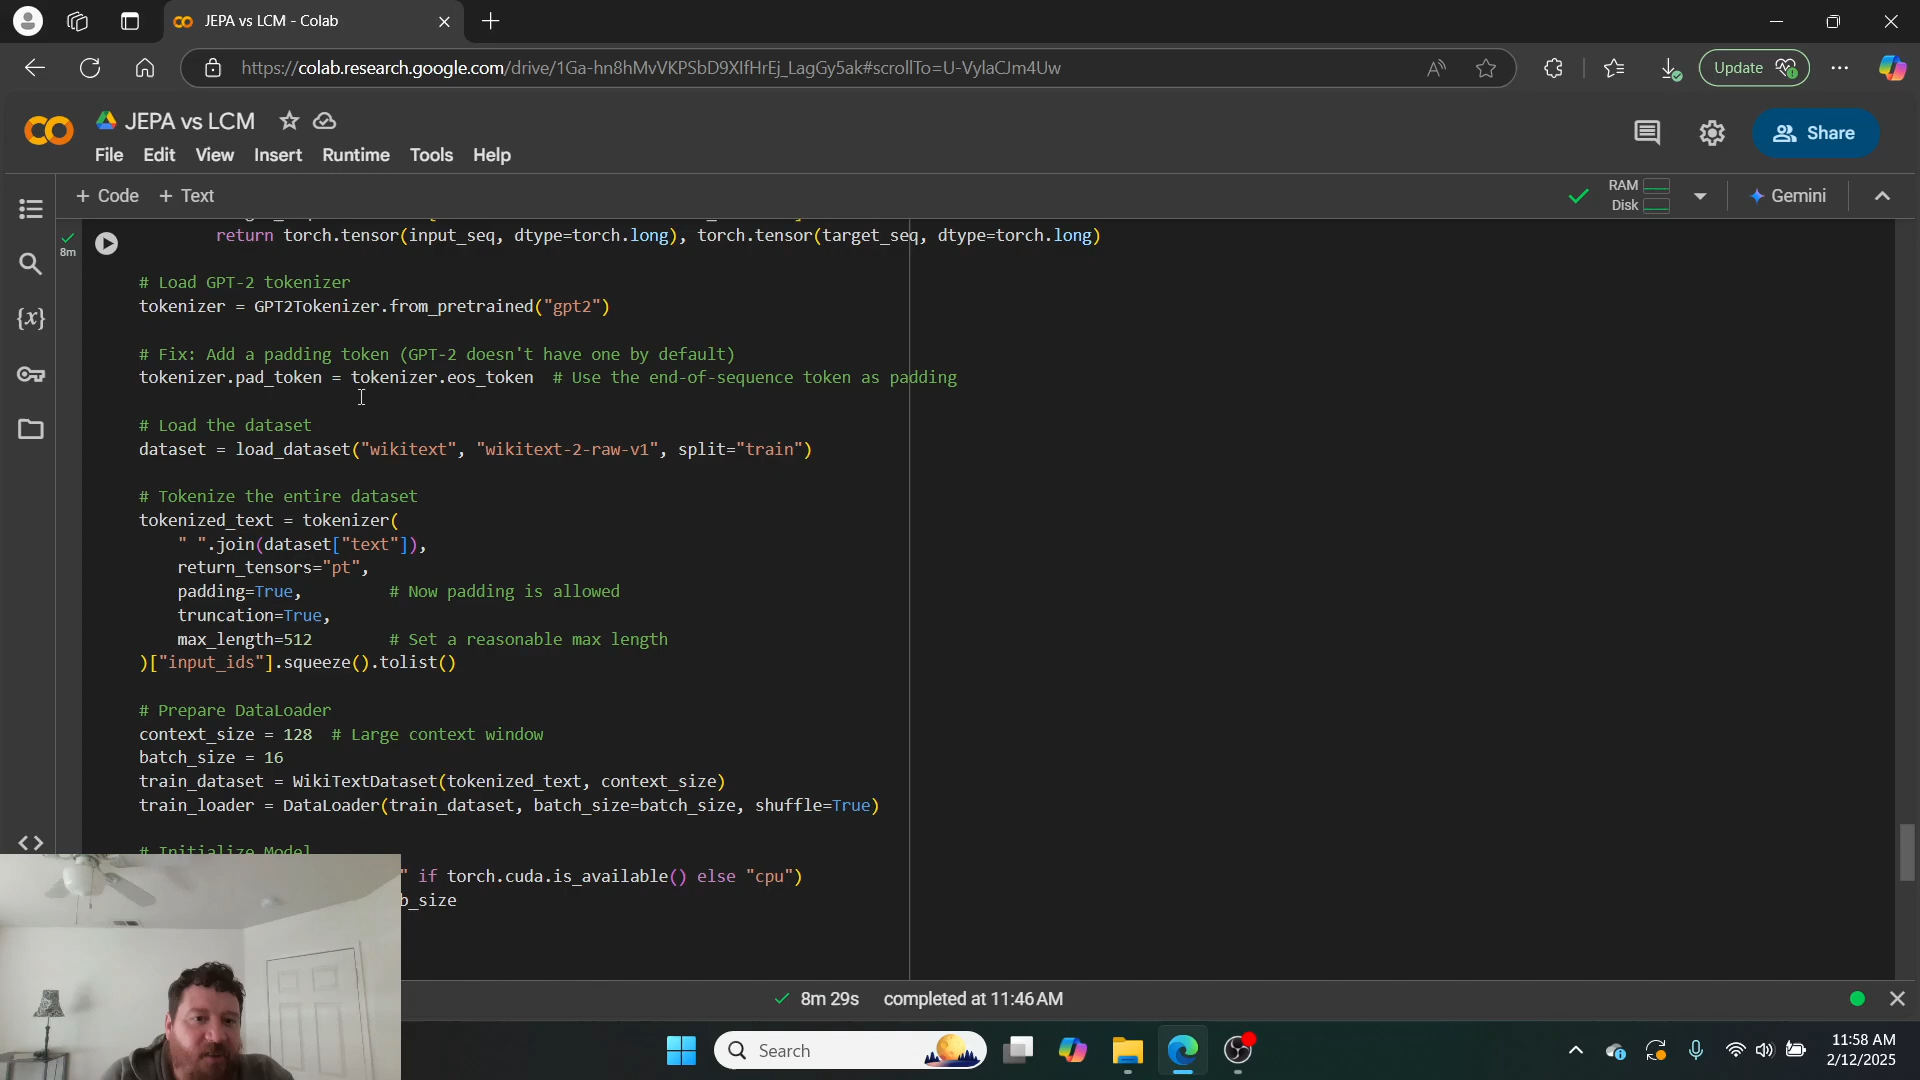 JEPA vs LCM - Colab
https://colab.research.google.com/drive/1Ga-hn8hMvVKPSbD9XIfHrEj_LagGy5ak#scrollTo=U-VylaCJm4Uw
Update
JEPA vs LCM
File Edit View Insert Runtime Tools Help
Share
+ Code + Text
RAM
Disk
Gemini
8m
return torch.tensor(input_seq, dtype=torch.long), torch.tensor(target_seq, dtype=torch.long)
# Load GPT-2 tokenizer
tokenizer = GPT2Tokenizer.from_pretrained("gpt2")
# Fix: Add a padding token (GPT-2 doesn't have one by default)
tokenizer.pad_token = tokenizer.eos_token # Use the end-of-sequence token as padding
# Load the dataset
dataset = load_dataset("wikitext", "wikitext-2-raw-v1", split="train")
# Tokenize the entire dataset
tokenized_text = tokenizer(
" ".join(dataset["text"]),
return_tensors="pt",
padding=True, # Now padding is allowed
truncation=True,
max_length=512 # Set a reasonable max length
)["input_ids"].squeeze().tolist()
# Prepare DataLoader
context_size = 128 # Large context window
batch_size = 16
train_dataset = WikiTextDataset(tokenized_text, context_size)
train_loader = DataLoader(train_dataset, batch_size=batch_size, shuffle=True)
# Initialize Model
" if torch.cuda.is_available() else "cpu")
b_size
8m 29s completed at 11:46 AM
Search
11:58 AM
2/12/2025